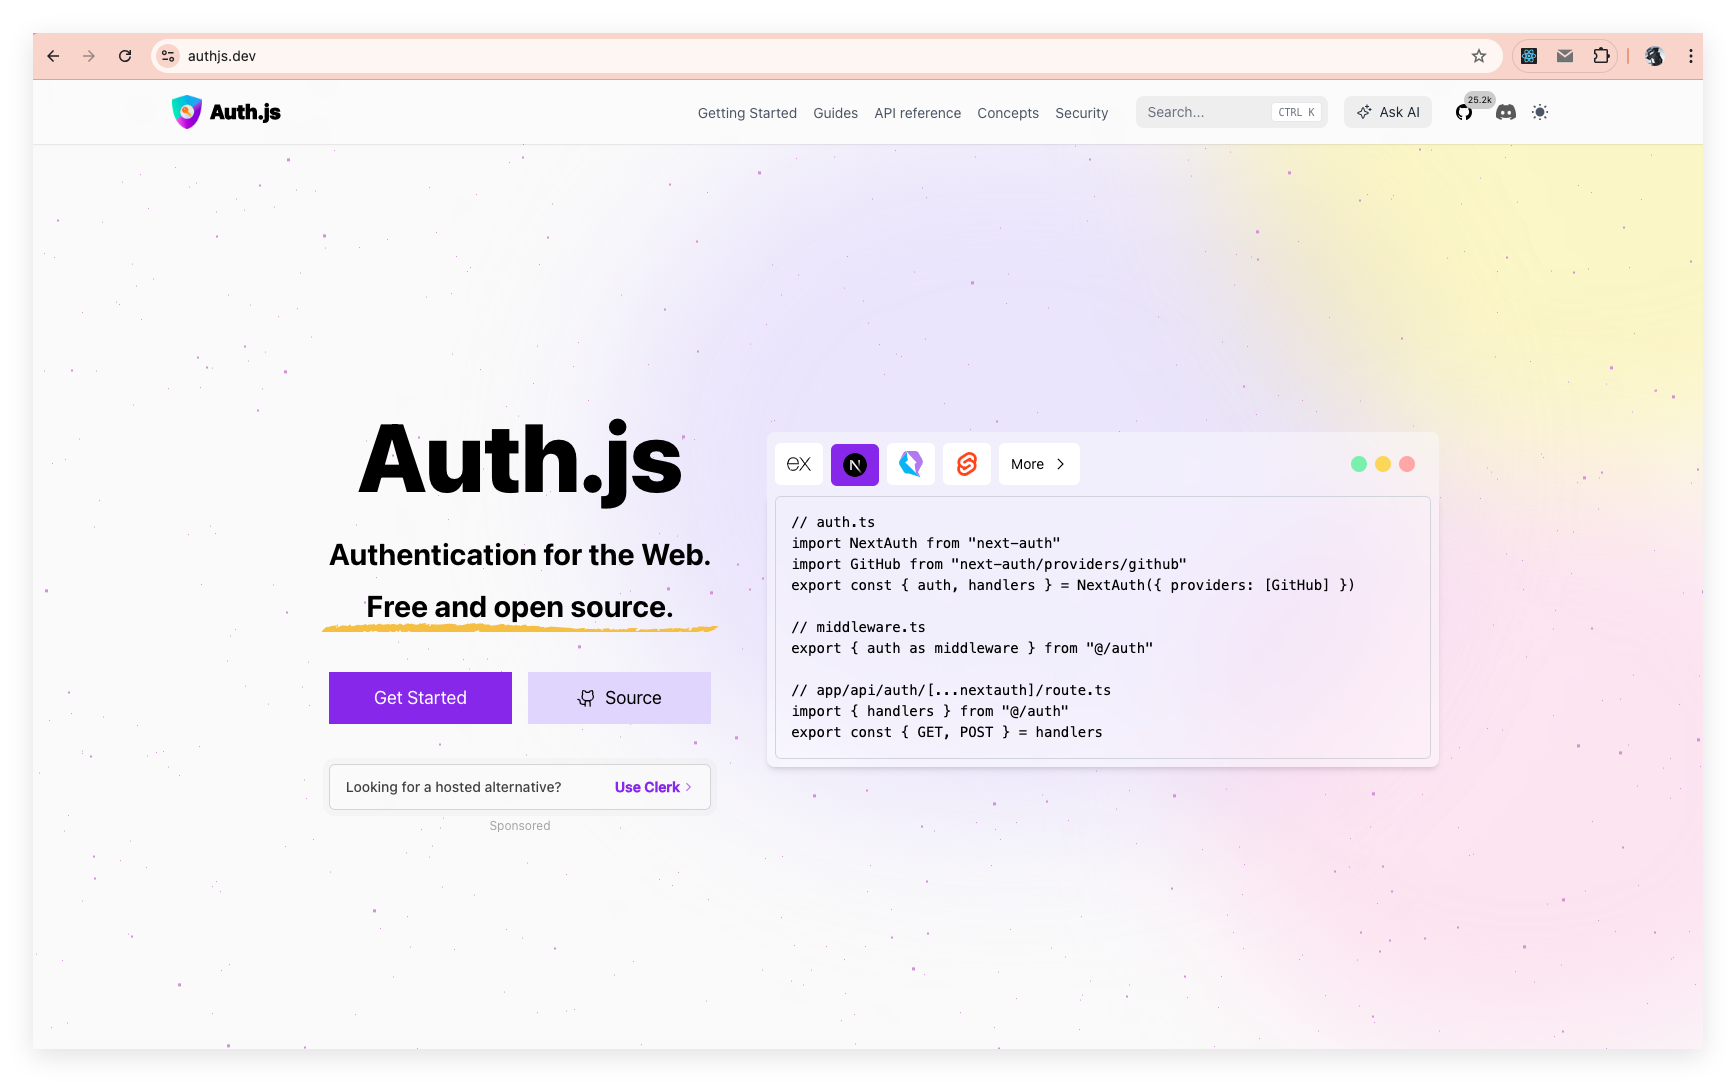 authjs.dev
Auth.js
Getting Started
Guides
API reference
Concepts
Security
Search...
CTRL K
Ask AI
25.2k
Auth.js
Authentication for the Web.
Free and open source.
Get Started
Source
Looking for a hosted alternative?
Use Clerk
Sponsored
ex
N
More
// auth.ts
import NextAuth from "next-auth"
import GitHub from "next-auth/providers/github"
export const { auth, handlers } = NextAuth({ providers: [GitHub] })
// middleware.ts
export { auth as middleware } from "@/auth"
// app/api/auth/[...nextauth]/route.ts
import { handlers } from "@/auth"
export const { GET, POST } = handlers